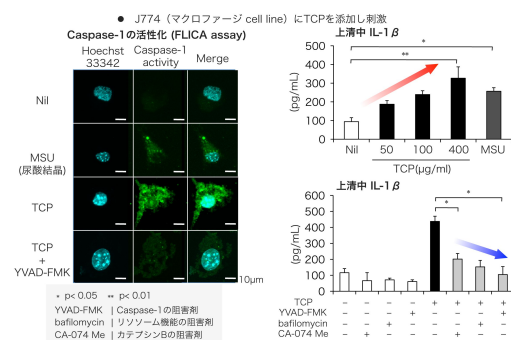 ● J774（マクロファージ cell line）にTCPを添加し刺激
Caspase-1の活性化 (FLICA assay)
Hoechst 33342
Caspase-1 activity
Merge
Nil
MSU
(尿酸結晶)
TCP
TCP
+
YVAD-FMK
10μm
* p< 0.05 ** p< 0.01
YVAD-FMK | Caspase-1の阻害剤
bafilomycin | リソソーム機能の阻害剤
CA-074 Me | カテプシンBの阻害剤
上清中 IL-1β
(pg/mL)
500
400
300
200
100
0
*
**
Nil 50 100 400 MSU
TCP(μg/ml)
上清中 IL-1β
(pg/mL)
600
500
400
300
200
100
0
*
*
TCP − − − − + + + +
YVAD-FMK − − − + − − − +
bafilomycin − − + − − − + −
CA-074 Me − + − − − + − −